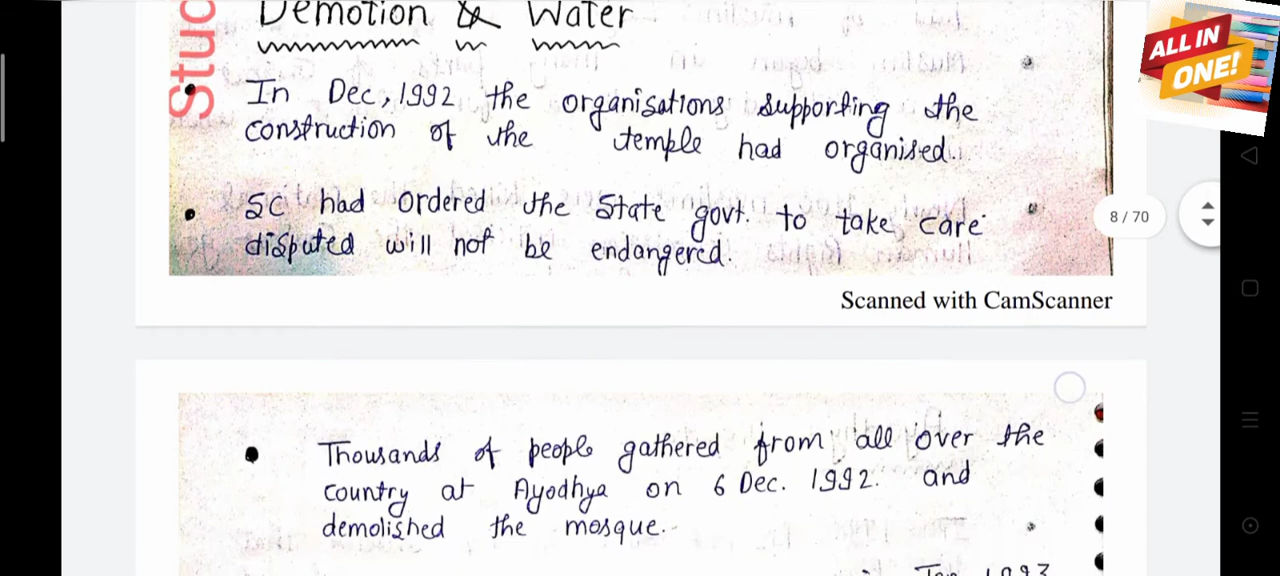 Stud
Demotion & Water
ALL IN
ONE!
• In Dec, 1992 the organisations supporting the
construction of the temple had organised.
• SC had ordered the State govt. to take care
disputed will not be endangered.
8 / 70
Scanned with CamScanner
• Thousands of people gathered from all over the
country at Ayodhya on 6 Dec. 1992. and
demolished the mosque.